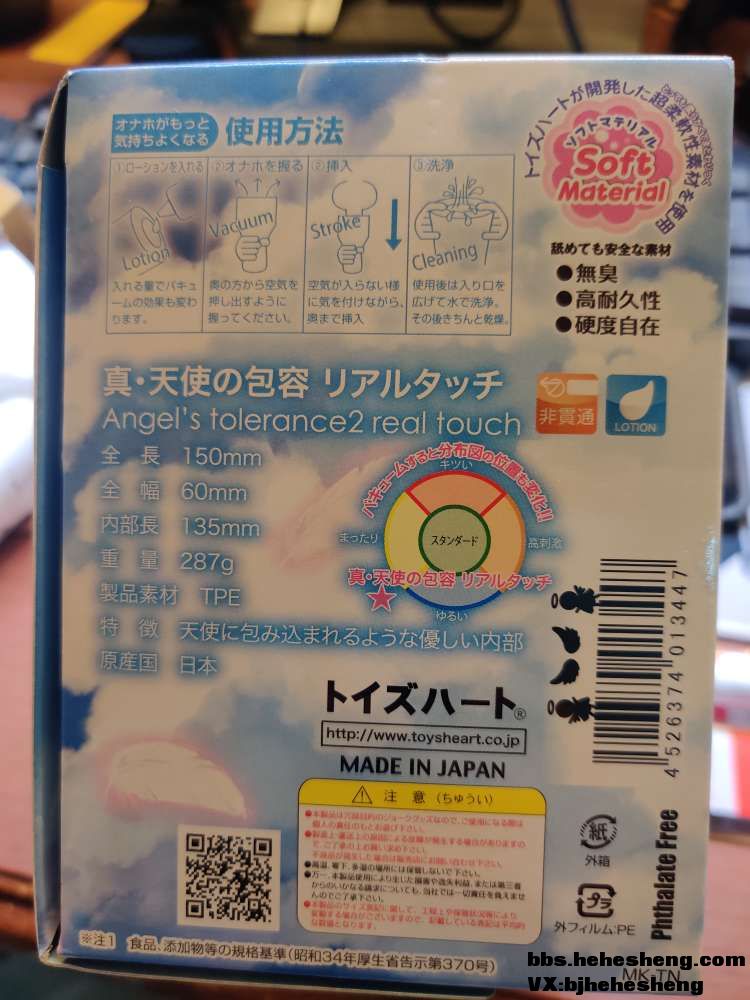 オナホがもっと
気持ちよくなる
使用方法
①ローションを入れる
②オナホを握る
③挿入
洗浄
Lotion
Vacuum
Stroke
Cleaning
入れる量でバキュ
ームの効果も変わ
ります。
奥の方から空気を
押し出すように
握ってください。
空気が入らない様
に気を付けながら、
奥まで挿入
使用後は入り口を
広げて水で洗浄。
その後きちんと乾燥。
トイズハートが開発した超柔軟性素材を使用
ソフトマテリアル
Soft
Material
舐めても安全な素材
●無臭
●高耐久性
●硬度自在
真・天使の包容 リアルタッチ
Angel's tolerance2 real touch
非貫通
LOTION
全 長 150mm
全 幅 60mm
内部長 135mm
重 量 287g
製品素材 TPE
特 徴 天使に包み込まれるような優しい内部
原産国 日本
バキュームすると分布図の位置も変化!!
キツい
まったり
スタンダード
高刺激
真・天使の包容 リアルタッチ
ゆるい
4 526374 013447
トイズハート®
http://www.toysheart.co.jp
MADE IN JAPAN
注 意 (ちゅうい)
●高温、多湿の場所には保管しないで下さい。
紙
外箱
プラ
外フィルム:PE
Phthalate Free
※注1 食品、添加物等の規格基準(昭和34年厚生省告示第370号)
MK-TN
bbs.hehesheng.com
VX:bjhehesheng